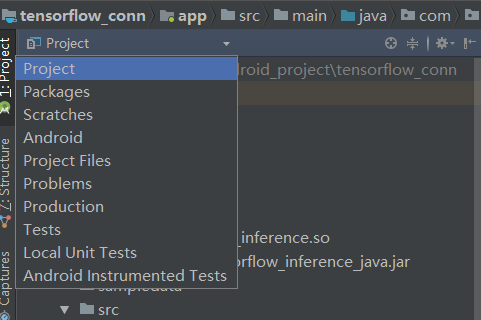 tensorflow_conn app src main java com
Project
1: Project
Project
droid_project\tensorflow_conn
Packages
Scratches
Android
Project Files
Problems
Production
Tests
Local Unit Tests
Android Instrumented Tests
Z: Structure
Captures
_inference.so
orflow_inference_java.jar
sampledata
src